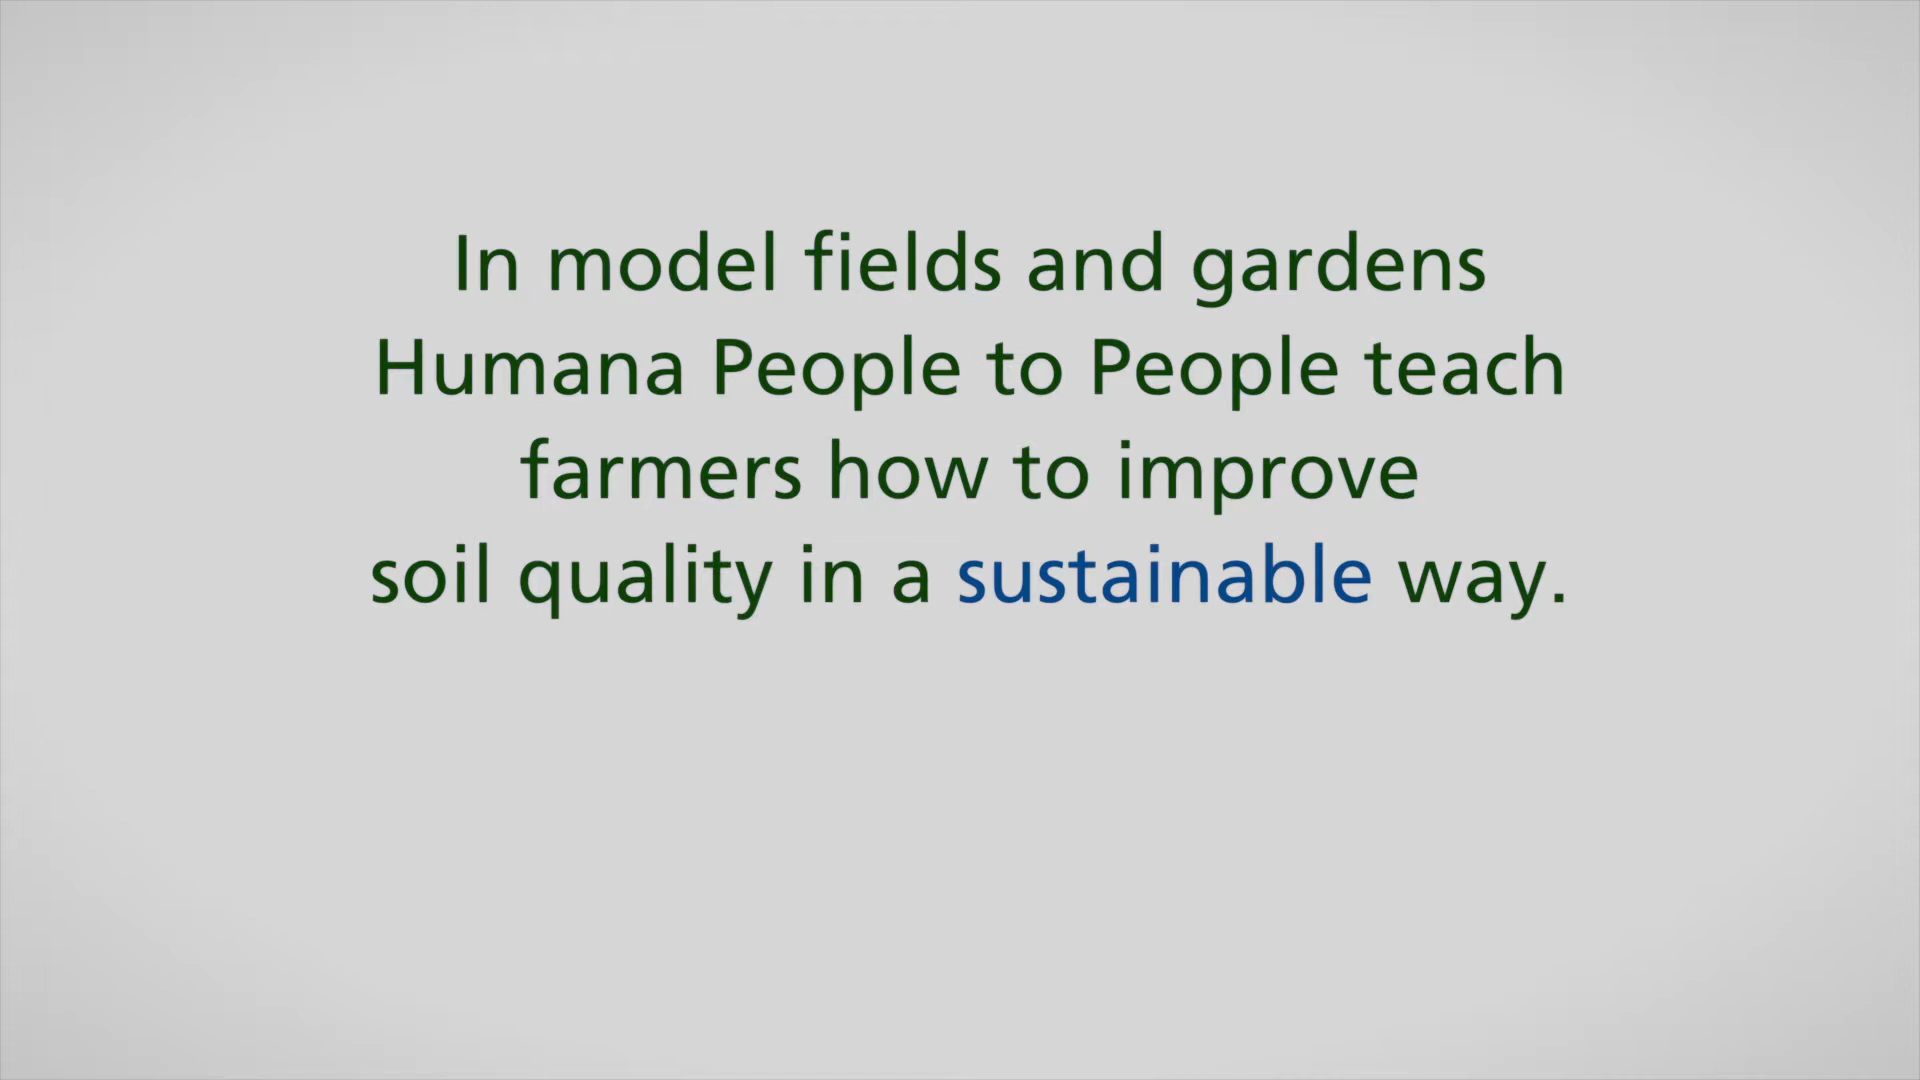 In model fields and gardens
Humana People to People teach
farmers how to improve
soil quality in a sustainable way.